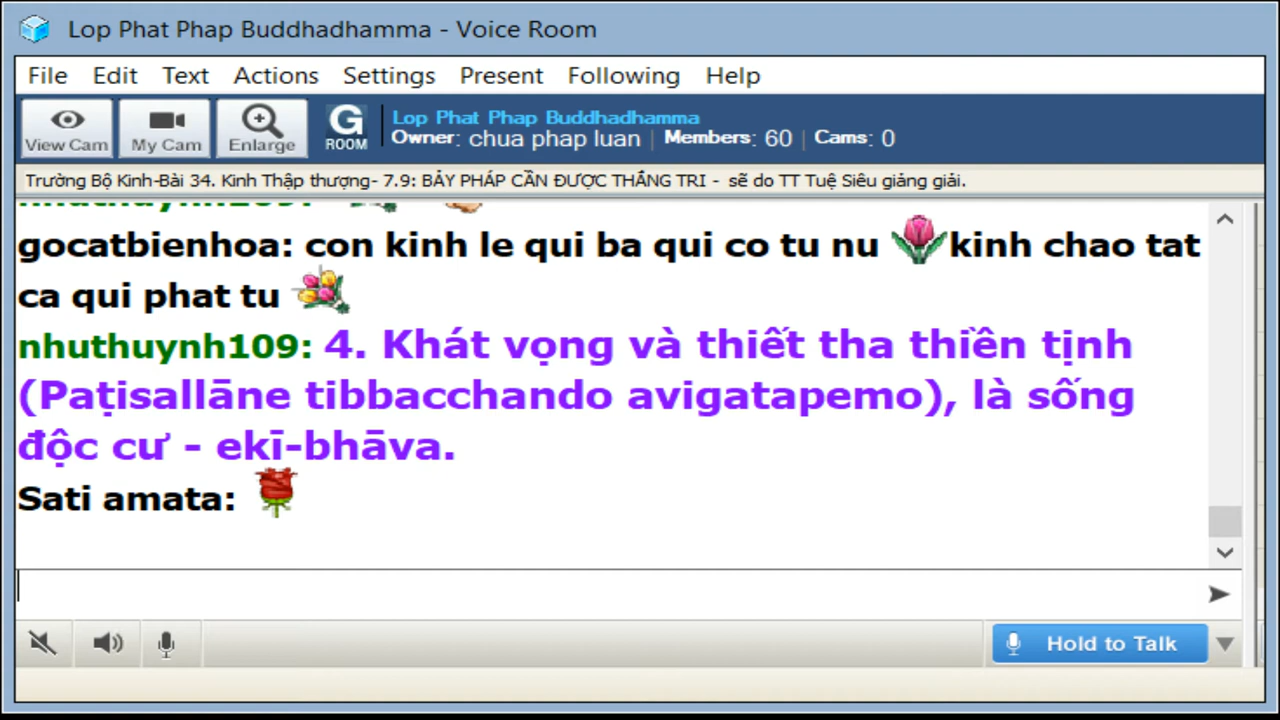 Lop Phat Phap Buddhadhamma - Voice Room
File Edit Text Actions Settings Present Following Help
View Cam My Cam Enlarge G ROOM
Lop Phat Phap Buddhadhamma
Owner: chua phap luan | Members: 60 | Cams: 0
Trường Bộ Kinh-Bài 34. Kinh Thập thượng- 7.9: BẢY PHÁP CẦN ĐƯỢC THẮNG TRI - sẽ do TT Tuệ Siêu giảng giải.
nhuthuynh109:
gocatbienhoa: con kinh le qui ba qui co tu nu kinh chao tat
ca qui phat tu
nhuthuynh109: 4. Khát vọng và thiết tha thiền tịnh
(Paṭisallāne tibbacchando avigatapemo), là sống
độc cư - ekī-bhāva.
Sati amata:
Hold to Talk